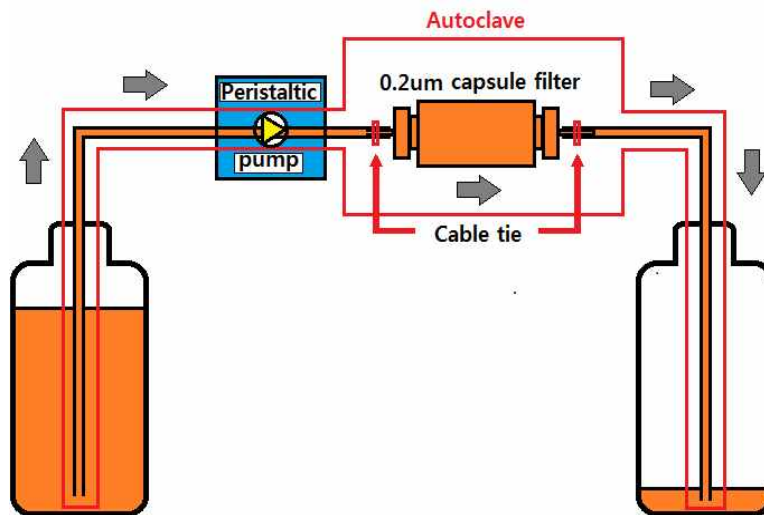 Autoclave
Peristaltic
pump
0.2um capsule filter
Cable tie